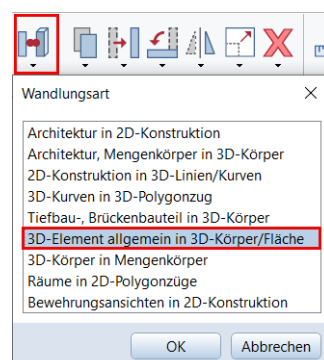 Wandlungsart
Architektur in 2D-Konstruktion
Architektur, Mengenkörper in 3D-Körper
2D-Konstruktion in 3D-Linien/Kurven
3D-Kurven in 3D-Polygonzug
Tiefbau-, Brückenbauteil in 3D-Körper
3D-Element allgemein in 3D-Körper/Fläche
3D-Körper in Mengenkörper
Räume in 2D-Polygonzüge
Bewehrungsansichten in 2D-Konstruktion
OK Abbrechen